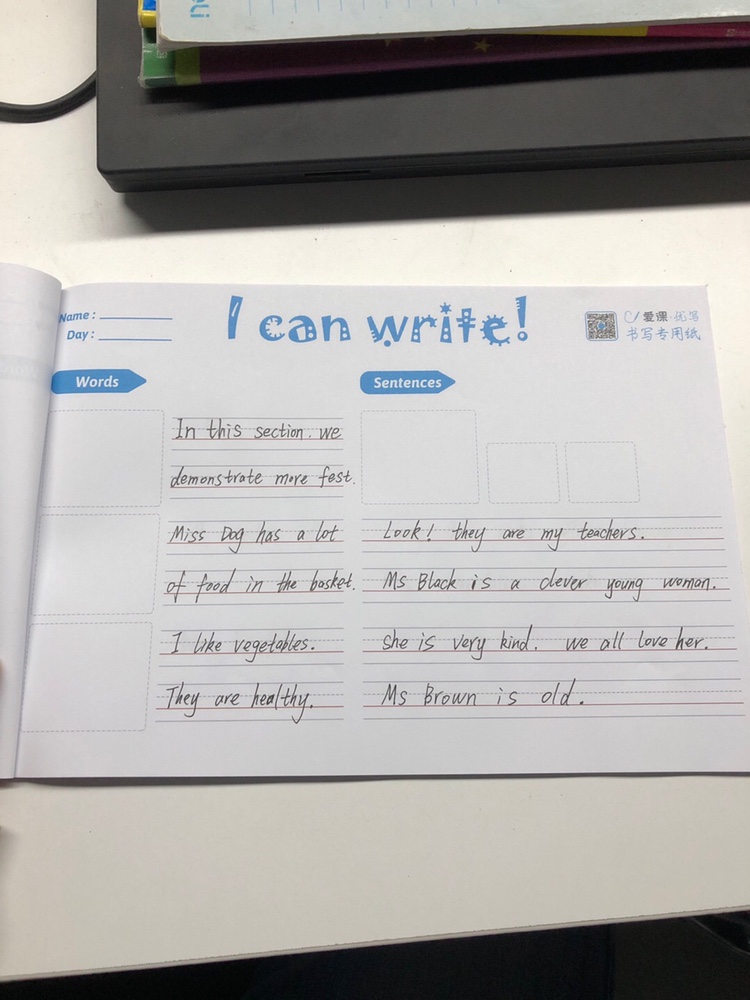 Name :
Day :
I can write!
爱课
书写专用纸
Words
In this section. we
demonstrate more fest.
Miss Dog has a lot
of food in the basket.
I like vegetables.
They are healthy.
Sentences
Look! they are my teachers.
Ms Black is a clever young woman.
she is very kind. we all love her.
Ms Brown is old.